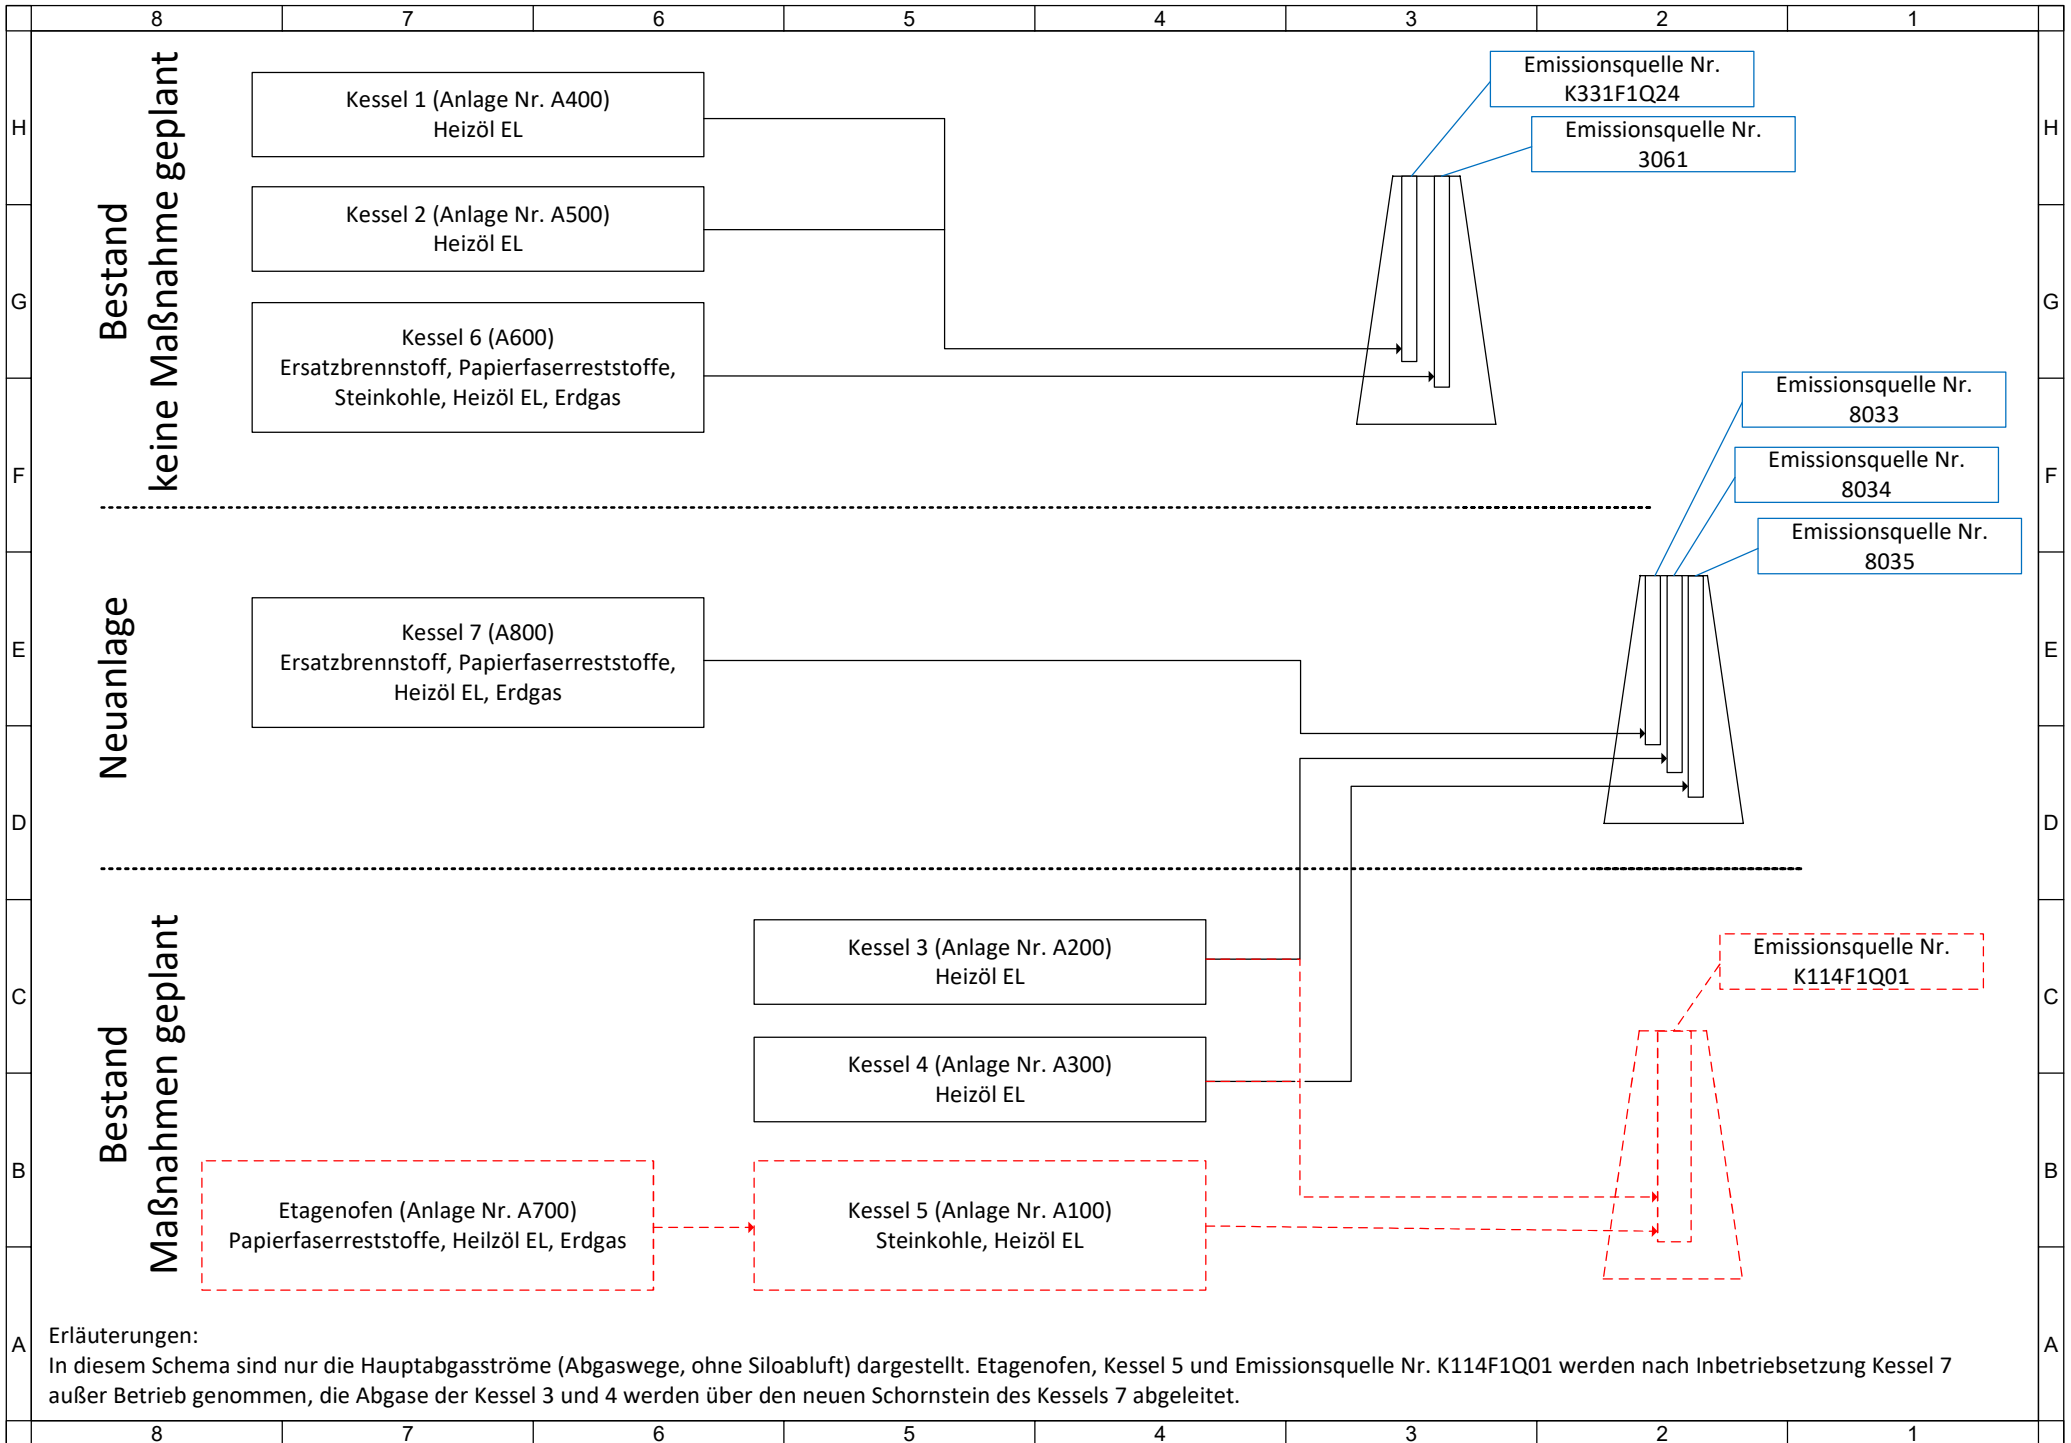 8 7 6 5 4 3 2 1
H
G
F
E
D
C
B
A
H
G
F
E
D
C
B
A
Bestand
keine Maßnahme geplant
Kessel 1 (Anlage Nr. A400)
Heizöl EL
Kessel 2 (Anlage Nr. A500)
Heizöl EL
Kessel 6 (A600)
Ersatzbrennstoff, Papierfaserreststoffe,
Steinkohle, Heizöl EL, Erdgas
Emissionsquelle Nr.
K331F1Q24
Emissionsquelle Nr.
3061
Emissionsquelle Nr.
8033
Emissionsquelle Nr.
8034
Emissionsquelle Nr.
8035
Neuanlage
Kessel 7 (A800)
Ersatzbrennstoff, Papierfaserreststoffe,
Heizöl EL, Erdgas
Bestand
Maßnahmen geplant
Kessel 3 (Anlage Nr. A200)
Heizöl EL
Kessel 4 (Anlage Nr. A300)
Heizöl EL
Emissionsquelle Nr.
K114F1Q01
Etagenofen (Anlage Nr. A700)
Papierfaserreststoffe, Heilzöl EL, Erdgas
Kessel 5 (Anlage Nr. A100)
Steinkohle, Heizöl EL
Erläuterungen:
In diesem Schema sind nur die Hauptabgasströme (Abgaswege, ohne Siloabluft) dargestellt. Etagenofen, Kessel 5 und Emissionsquelle Nr. K114F1Q01 werden nach Inbetriebsetzung Kessel 7
außer Betrieb genommen, die Abgase der Kessel 3 und 4 werden über den neuen Schornstein des Kessels 7 abgeleitet.
8 7 6 5 4 3 2 1